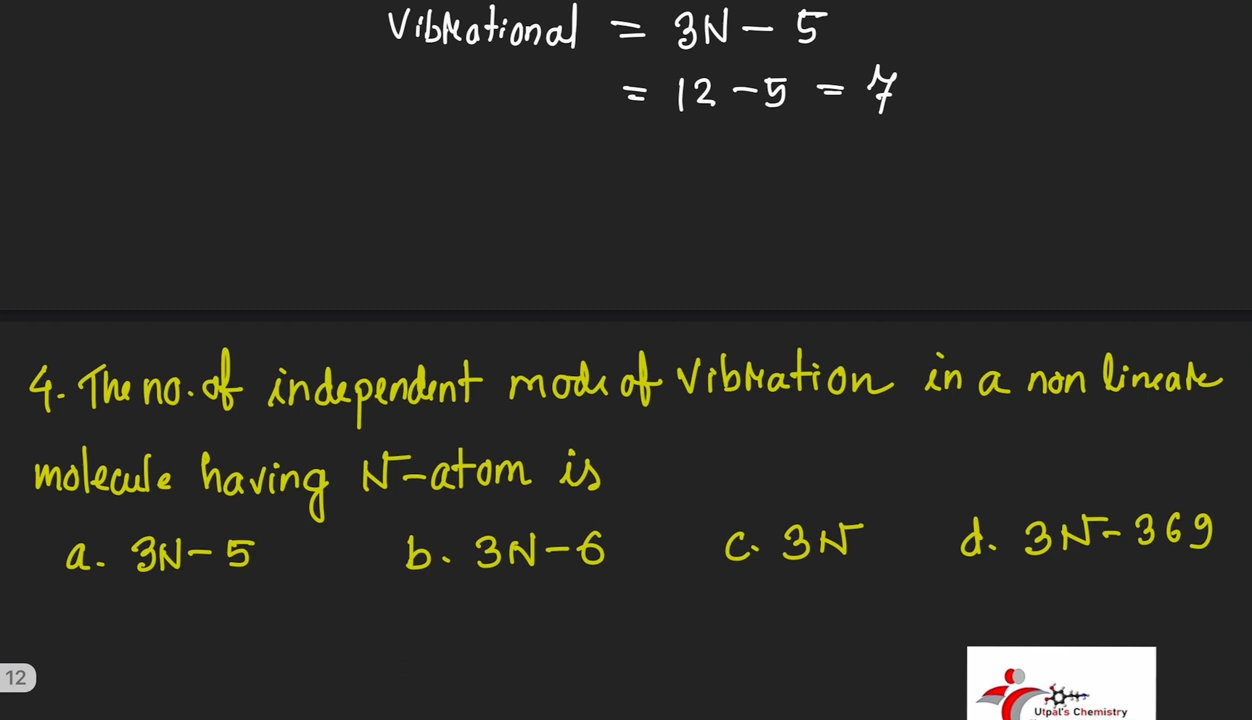 Vibrational = 3N - 5
= 12 - 5 = 7
4. The no. of independent mode of vibration in a non linear
molecule having N-atom is
a. 3N - 5 b. 3N - 6 c. 3N d. 3N - 369
12
Utpal's Chemistry